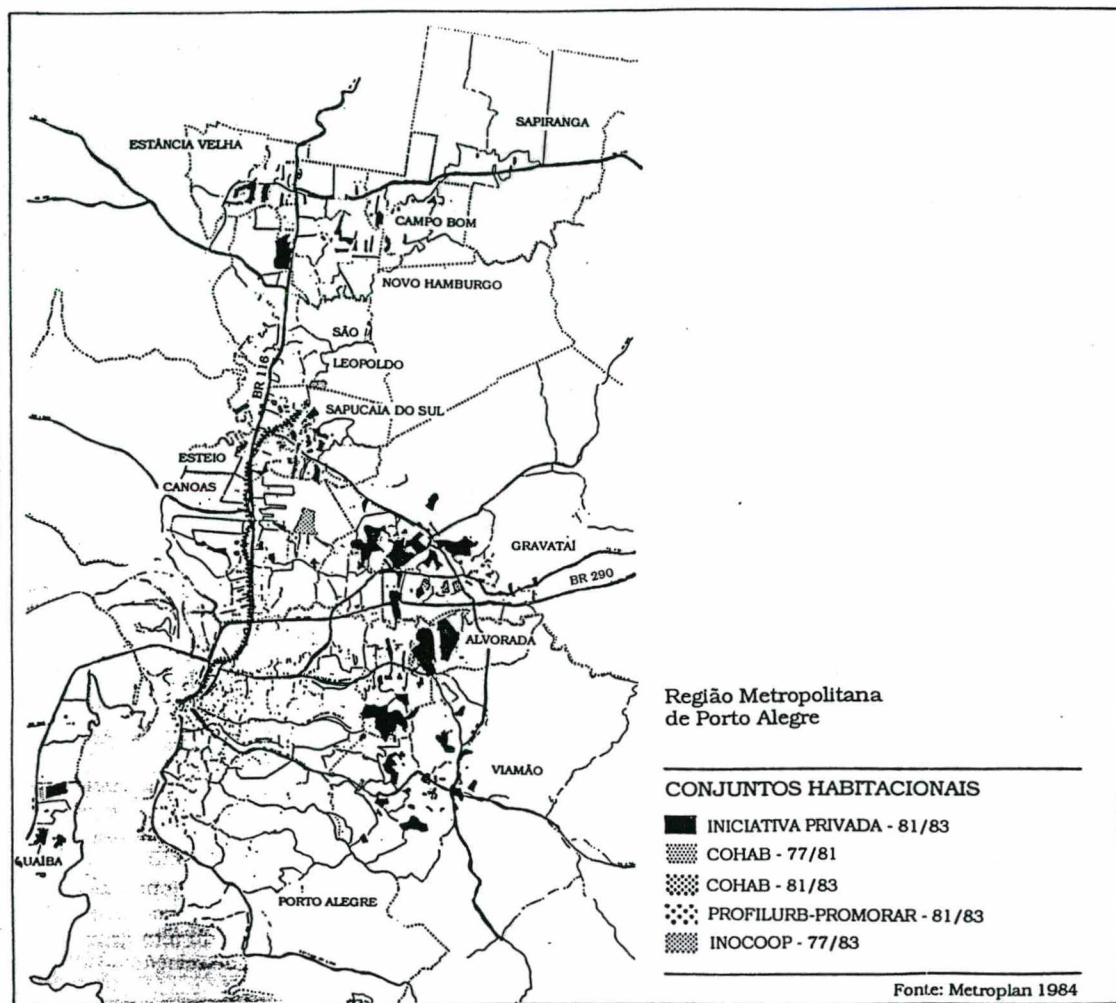 SAPIRANGA
ESTÂNCIA VELHA
CAMPO BOM
NOVO HAMBURGO
SÃO
LEOPOLDO
BR 116
SAPUCAIA DO SUL
ESTEIO
CANOAS
GRAVATAÍ
BR 290
ALVORADA
VIAMÃO
GUAÍBA
PORTO ALEGRE
Região Metropolitana
de Porto Alegre
CONJUNTOS HABITACIONAIS
INICIATIVA PRIVADA - 81/83
COHAB - 77/81
COHAB - 81/83
PROFILURB-PROMORAR - 81/83
INOCOOP - 77/83
Fonte: Metroplan 1984